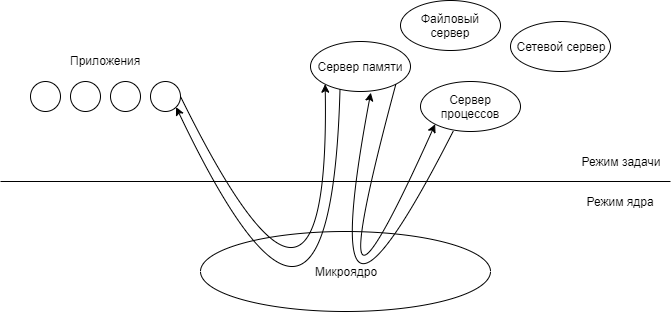 Файловый
сервер
Сетевой сервер
Приложения
Сервер памяти
Сервер
процессов
Режим задачи
Режим ядра
Микроядро